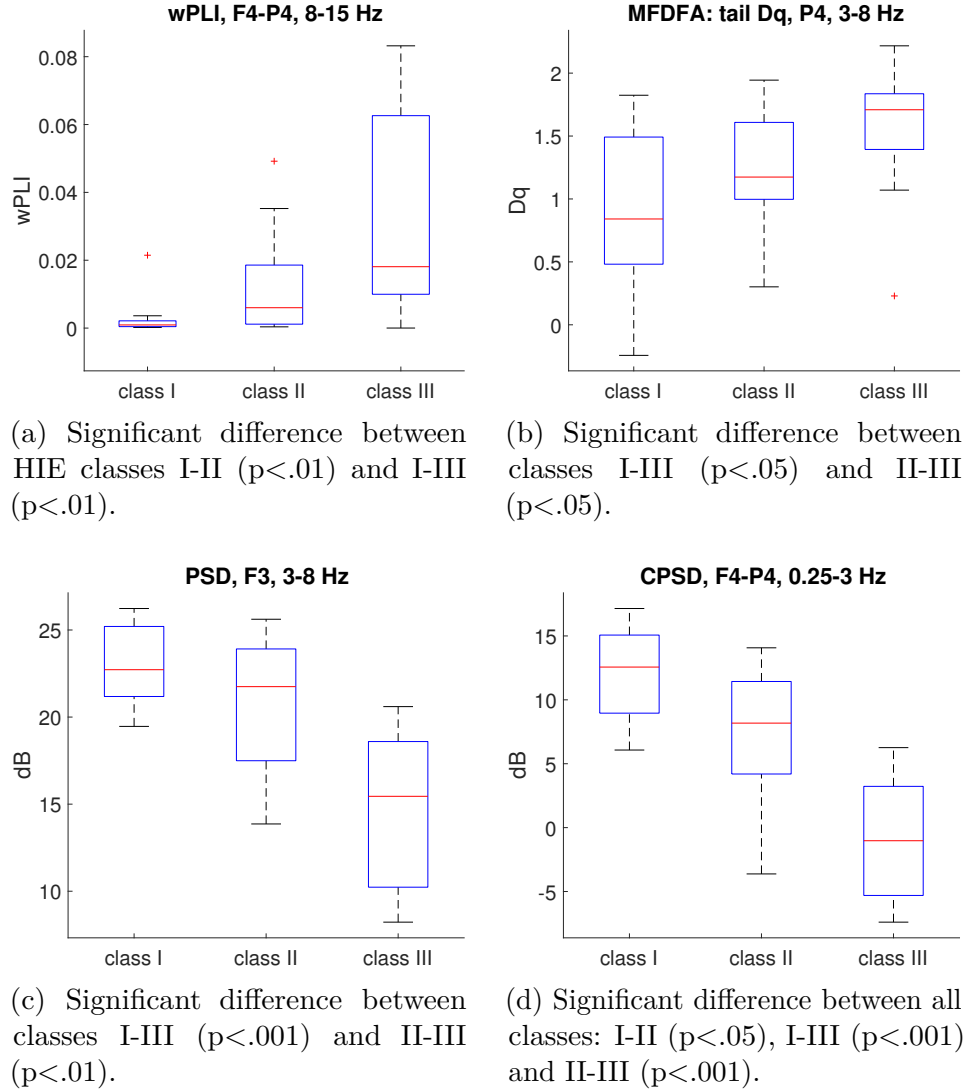 wPLI, F4-P4, 8-15 Hz
0.08
0.06
0.04
0.02
0
wPLI
class I
class II
class III
(a) Significant difference between
HIE classes I-II (p<.01) and I-III
(p<.01).
MFDFA: tail Dq, P4, 3-8 Hz
2
1.5
1
0.5
0
Dq
class I
class II
class III
(b) Significant difference between
classes I-III (p<.05) and II-III
(p<.05).
PSD, F3, 3-8 Hz
25
20
15
10
dB
class I
class II
class III
(c) Significant difference between
classes I-III (p<.001) and II-III
(p<.01).
CPSD, F4-P4, 0.25-3 Hz
15
10
5
0
-5
dB
class I
class II
class III
(d) Significant difference between all
classes: I-II (p<.05), I-III (p<.001)
and II-III (p<.001).